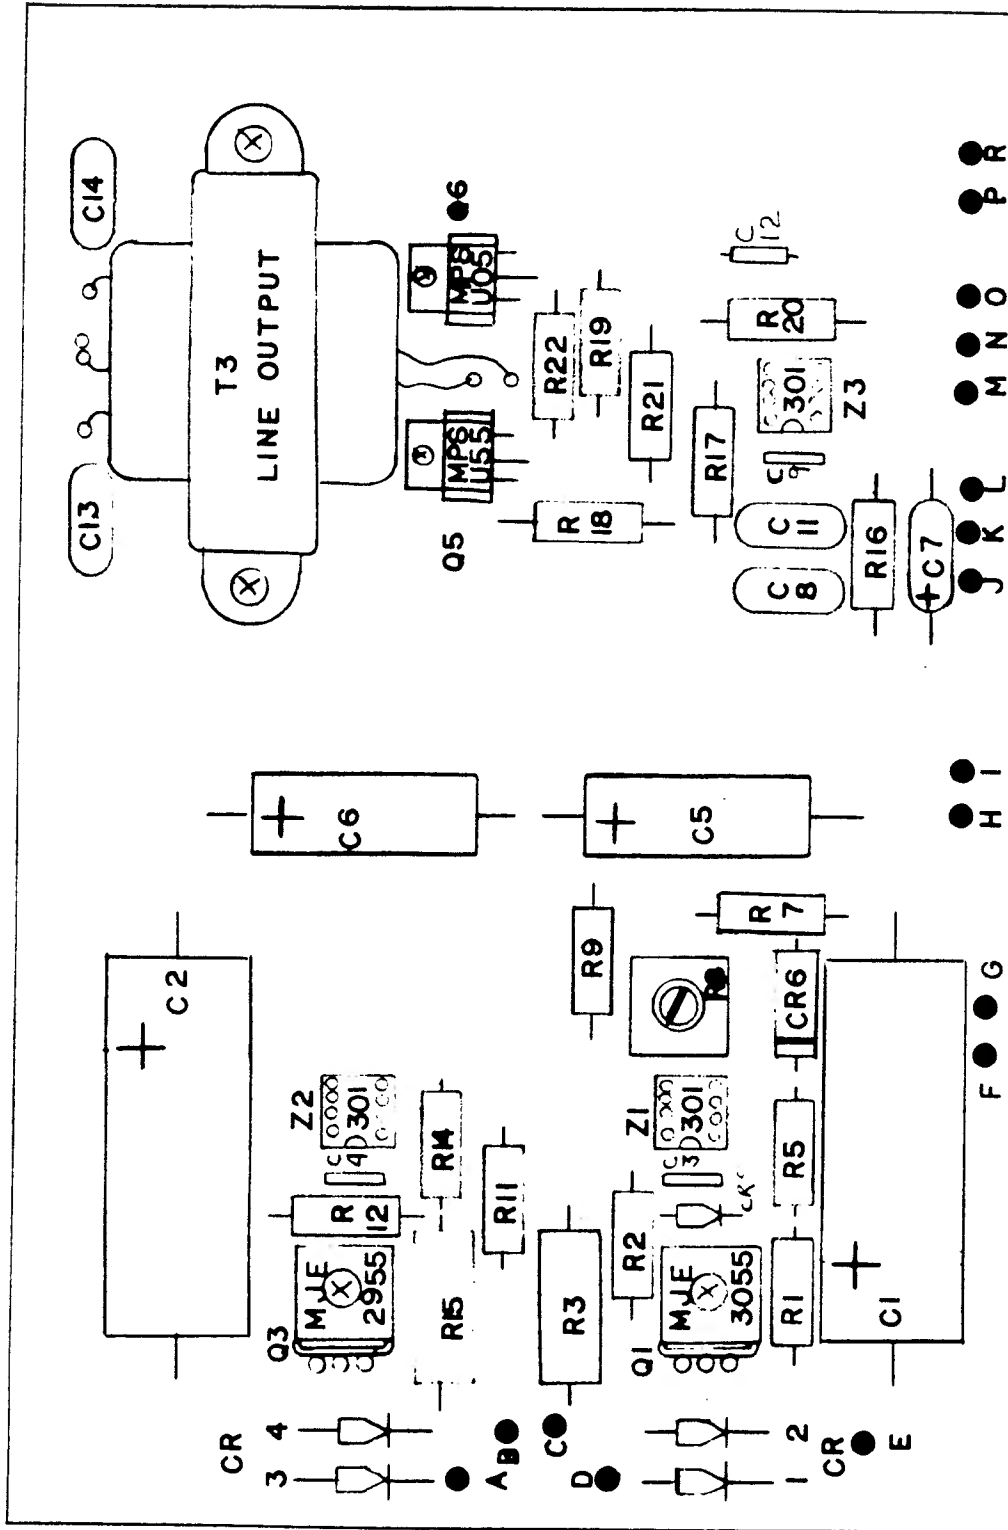 C13
C14
T3
LINE OUTPUT
Q5
MPS
U55
MPS
U05
R22
R19
R21
R
18
R17
R
20
C
12
301
Z3
C
9
C
11
C
8
R16
+
C7
J
K
L
M
N
O
P
R
+
C6
+
C5
H
I
+
C2
R9
R
7
CR6
Z2
301
C
4
R14
R11
R
12
Q3
MJE
2955
R15
R3
R2
Z1
301
C
3
R5
Q1
MJE
3055
R1
+
C1
F
G
CR
3
4
A
B
C
D
1
2
CR
E